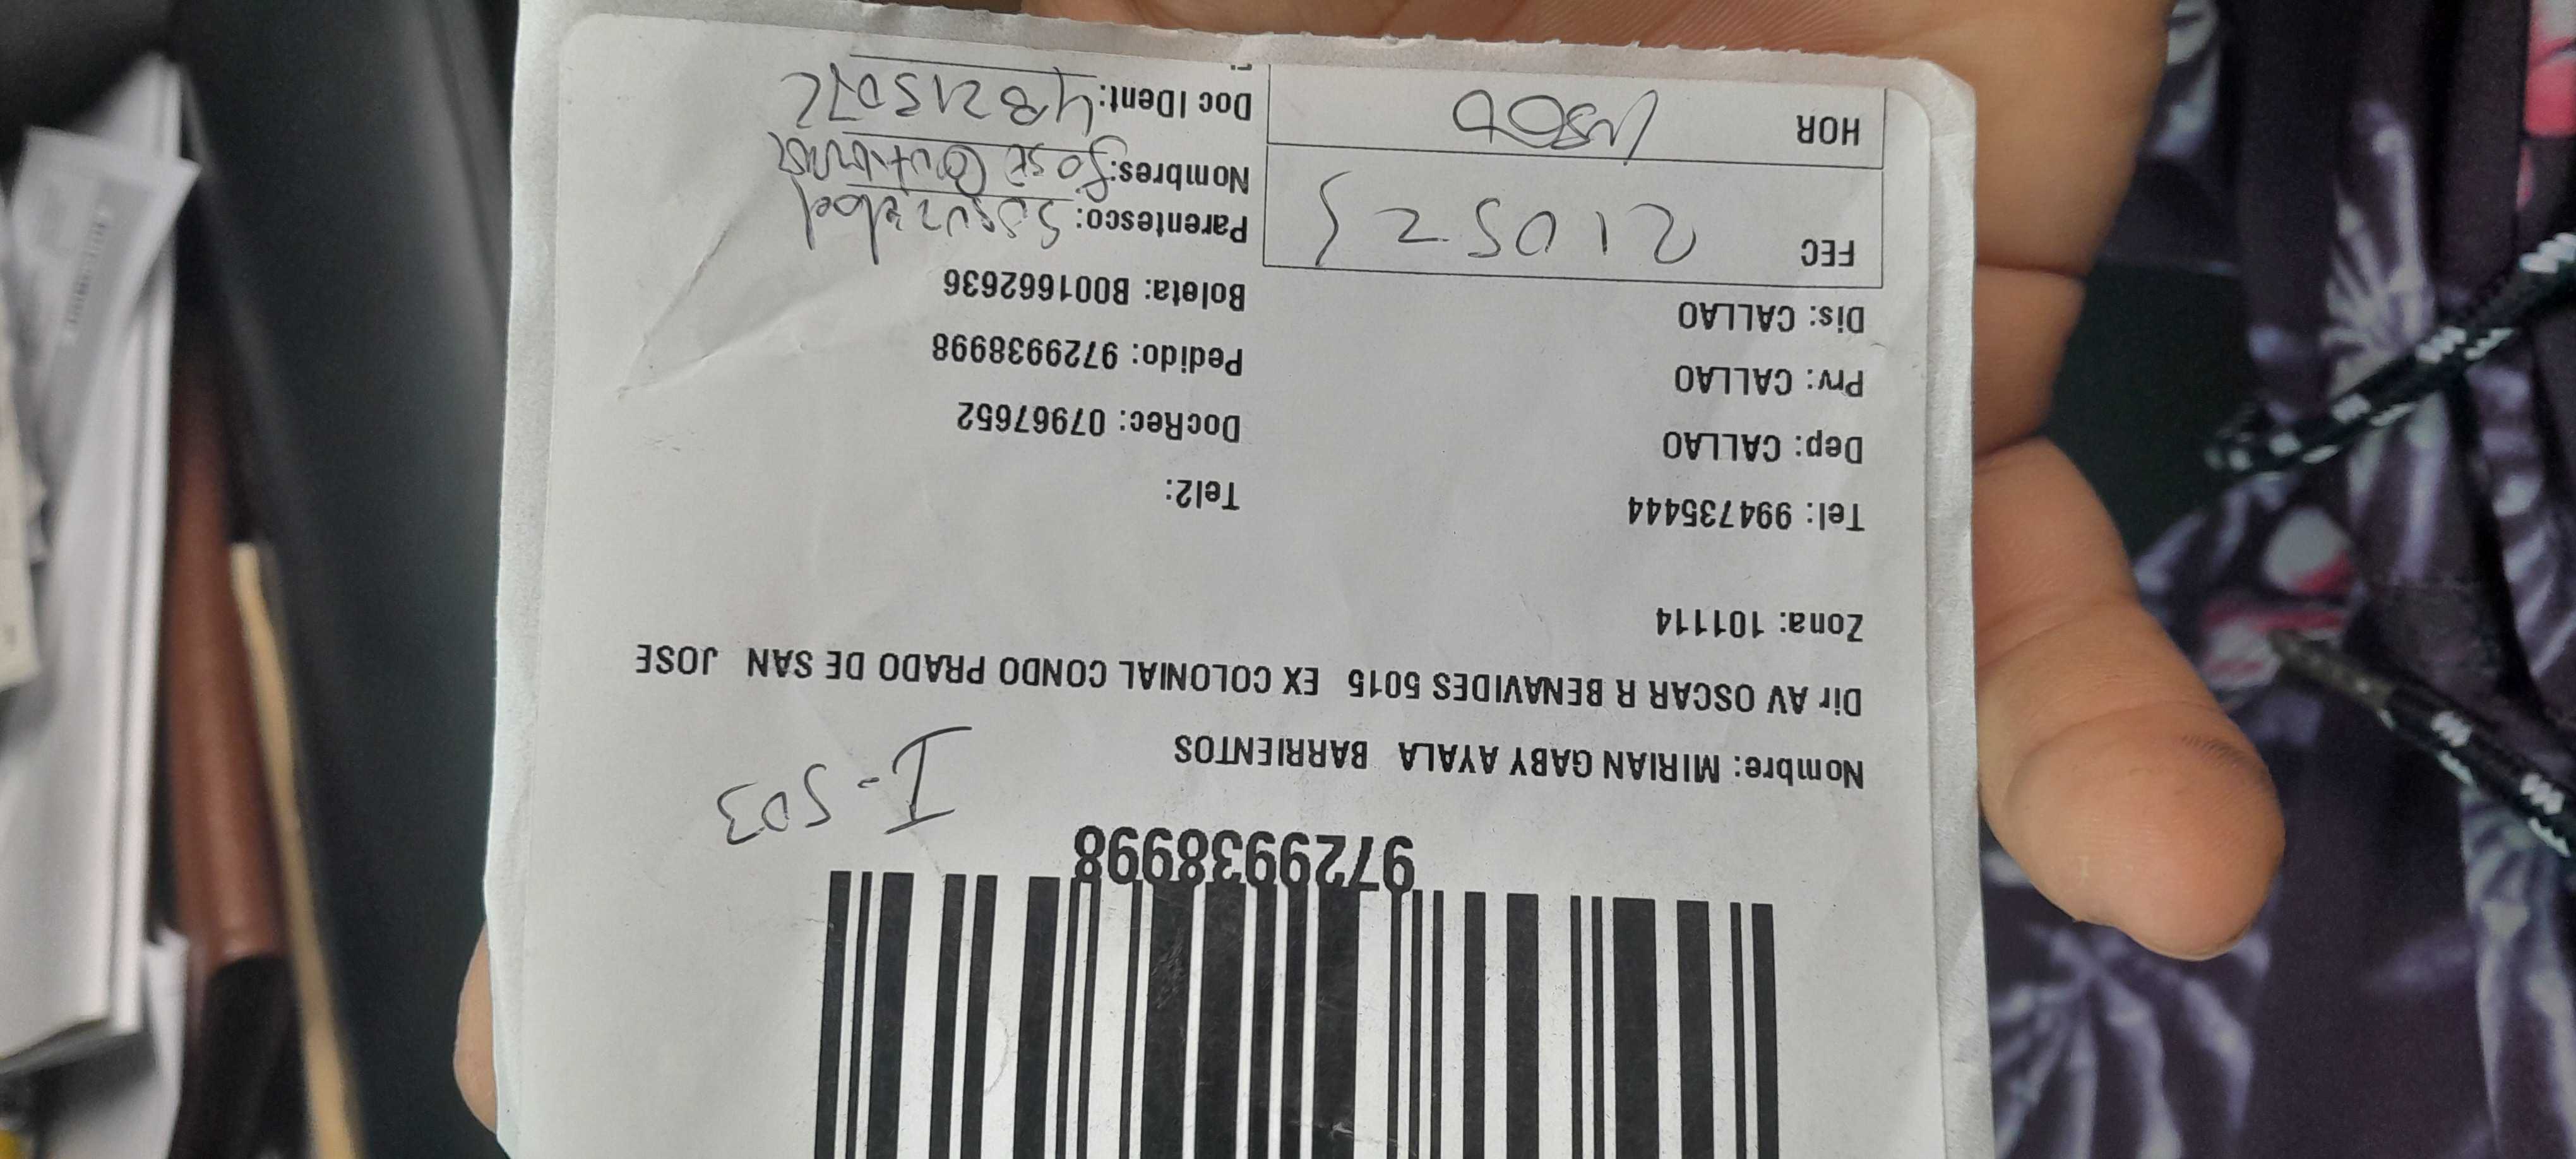 9729938998
I-503
Nombre: MIRIAN GABY AYALA BARRIENTOS
Dir AV OSCAR R BENAVIDES 5015 EX COLONIAL CONDO PRADO DE SAN JOSE
Zona: 101114
Tel: 994735444 Tel2:
Dep: CALLAO DocRec: 07967652
Prv: CALLAO Pedido: 9729938998
Dis: CALLAO Boleta: B001662636
FEC 210525 Parentesco:
Nombres: Jose
HOR Doc IDent: